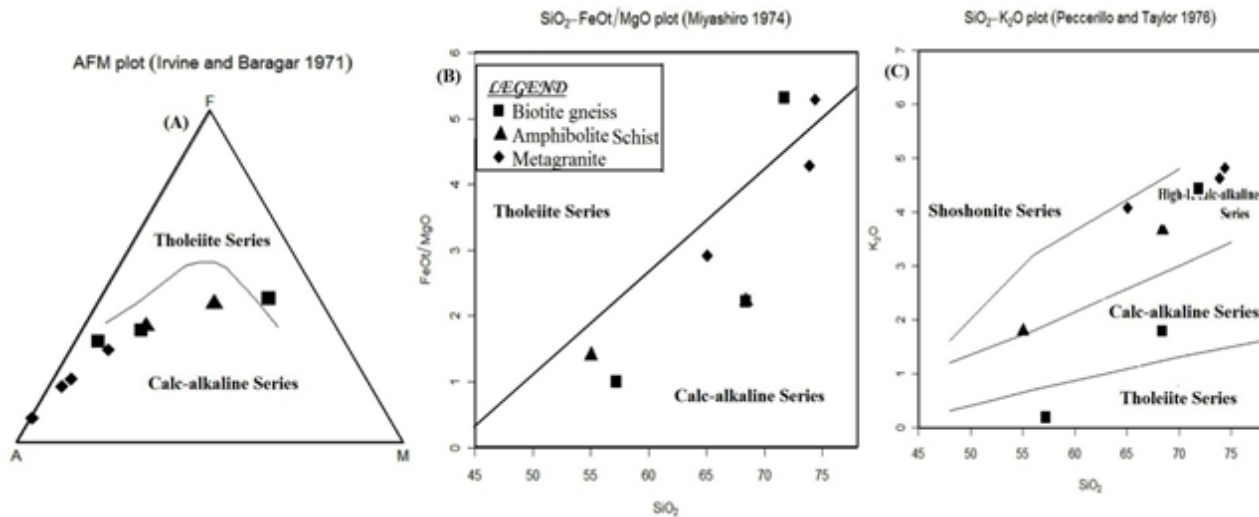 AFM plot (Irvine and Baragar 1971)
(A)
F
Tholeiite Series
Calc-alkaline Series
A
M
SiO₂-FeOt/MgO plot (Miyashiro 1974)
(B)
LEGEND
Biotite gneiss
Amphibolite Schist
Metagranite
Tholeiite Series
Calc-alkaline Series
FeOt/MgO
0 1 2 3 4 5 6
45 50 55 60 65 70 75
SiO₂
SiO₂-K₂O plot (Peccerillo and Taylor 1976)
(C)
Shoshonite Series
calc-alkaline
Series
Calc-alkaline Series
Tholeiite Series
K₂O
0 1 2 3 4 5 6 7
45 50 55 60 65 70 75
SiO₂